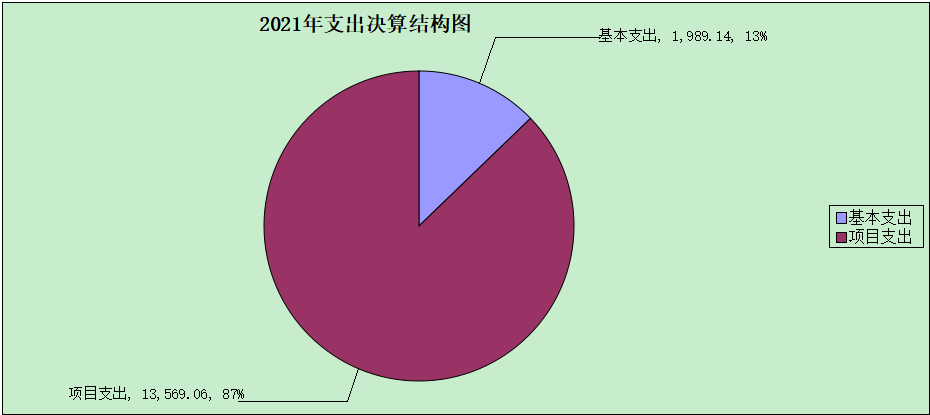 2021年支出决算结构图
基本支出, 1,989.14, 13%
基本支出
项目支出
项目支出, 13,569.06, 87%